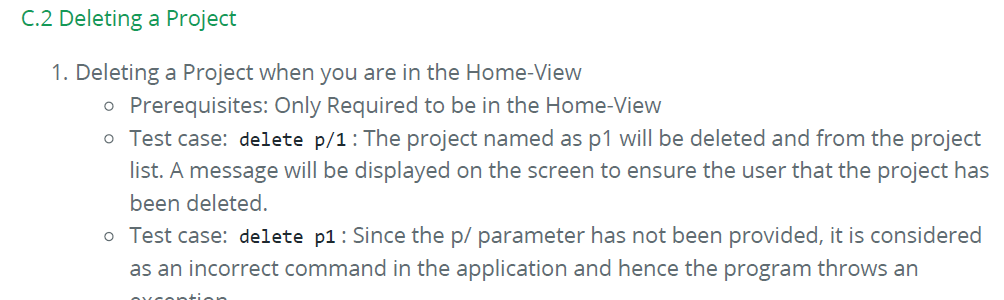 C.2 Deleting a Project
1. Deleting a Project when you are in the Home-View
○ Prerequisites: Only Required to be in the Home-View
○ Test case: delete p/1 : The project named as p1 will be deleted and from the project
list. A message will be displayed on the screen to ensure the user that the project has
been deleted.
○ Test case: delete p1 : Since the p/ parameter has not been provided, it is considered
as an incorrect command in the application and hence the program throws an